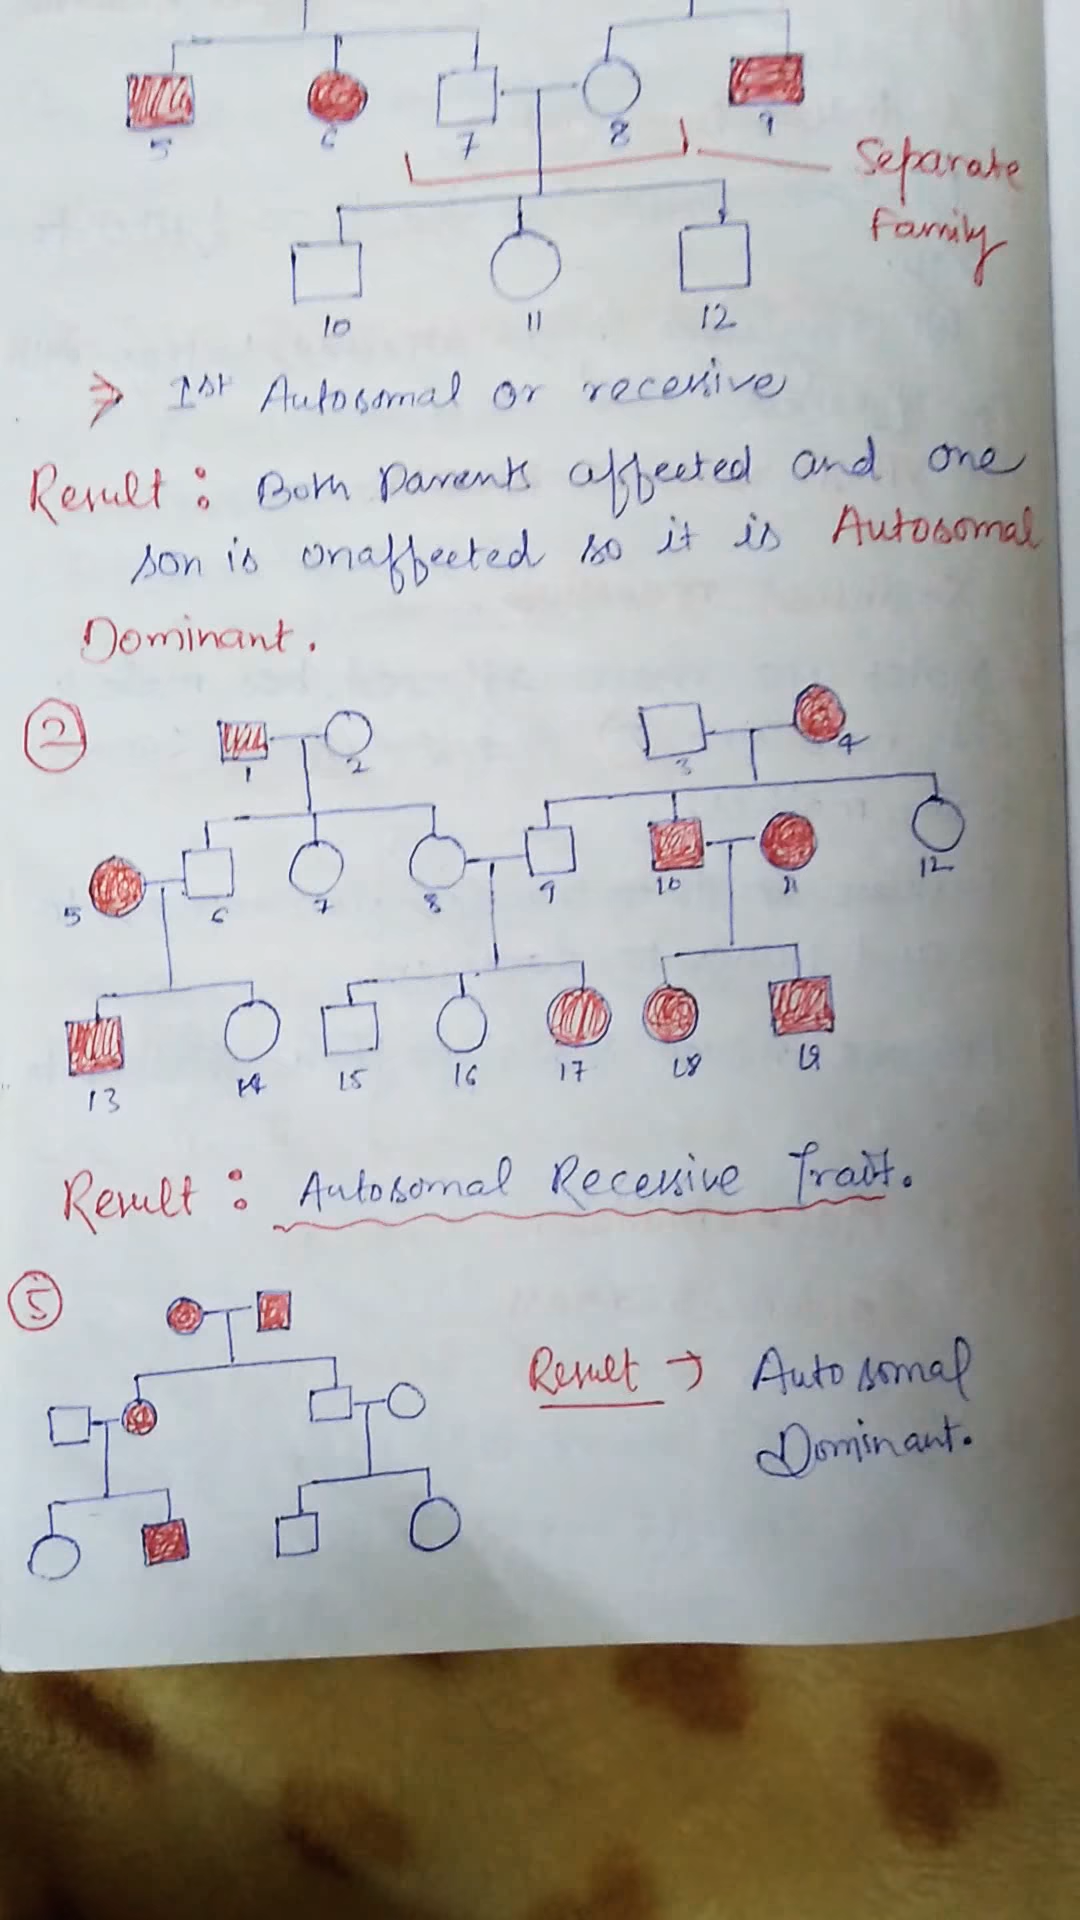 5 6 7 8 9
Separate
Family
10 11 12
⇒ 1st Autosomal or recessive
Result : Both Parents affected and one
son is unaffected so it is Autosomal
Dominant.
2
1 2 3 4
5 6 7 8 9 10 11 12
13 14 15 16 17 18 19
Result : Autosomal Recessive Trait.
5
Result → Autosomal
Dominant.